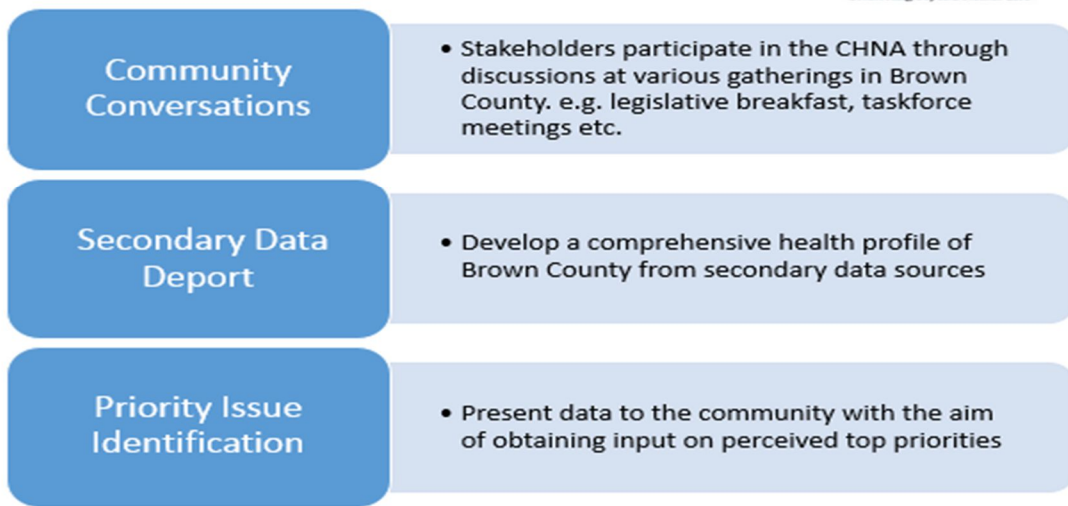 Community
Conversations
• Stakeholders participate in the CHNA through
discussions at various gatherings in Brown
County. e.g. legislative breakfast, taskforce
meetings etc.
Secondary Data
Deport
• Develop a comprehensive health profile of
Brown County from secondary data sources
Priority Issue
Identification
• Present data to the community with the aim
of obtaining input on perceived top priorities